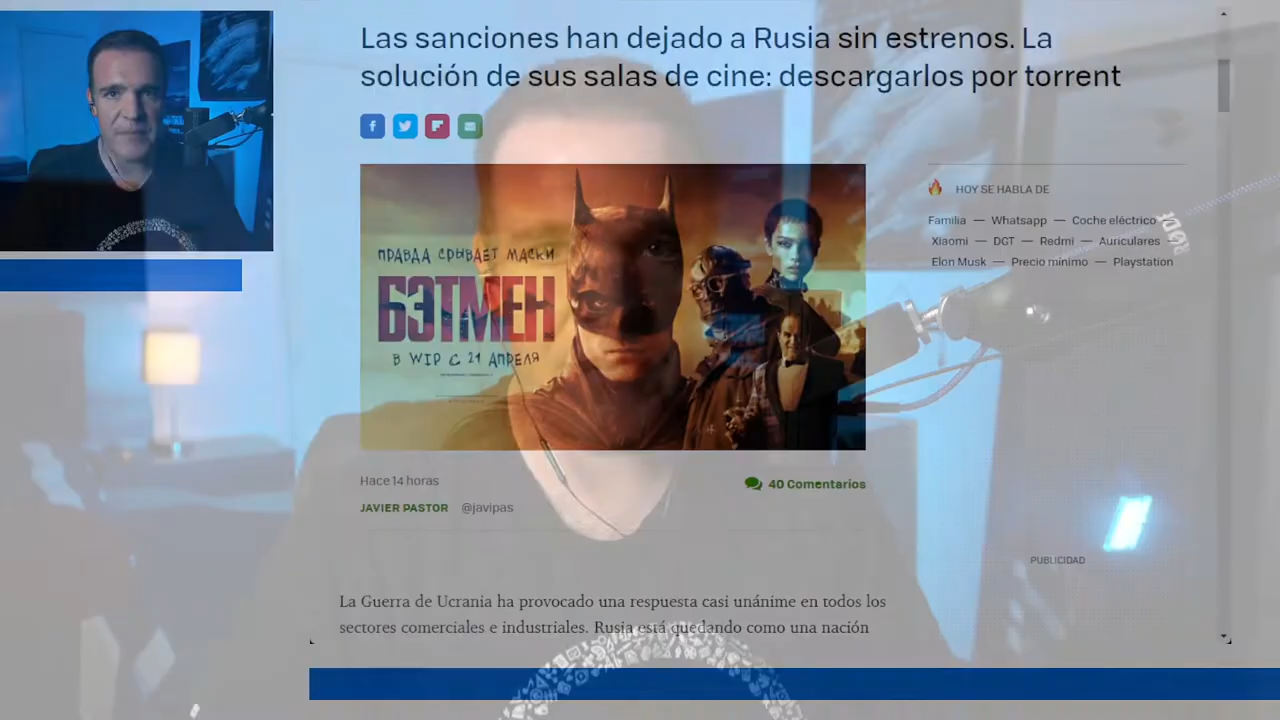 Las sanciones han dejado a Rusia sin estrenos. La
solución de sus salas de cine: descargarlos por torrent
HOY SE HABLA DE
Familia — Whatsapp — Coche eléctrico —
Xiaomi — DGT — Redmi — Auriculares —
Elon Musk — Precio mínimo — Playstation
ПРАВДА СРЫВАЕТ МАСКИ
БЭТМЕН
В WIP С 21 АПРЕЛЯ
Hace 14 horas
40 Comentarios
JAVIER PASTOR @javipas
PUBLICIDAD
La Guerra de Ucrania ha provocado una respuesta casi unánime en todos los
sectores comerciales e industriales. Rusia está quedando como una nación